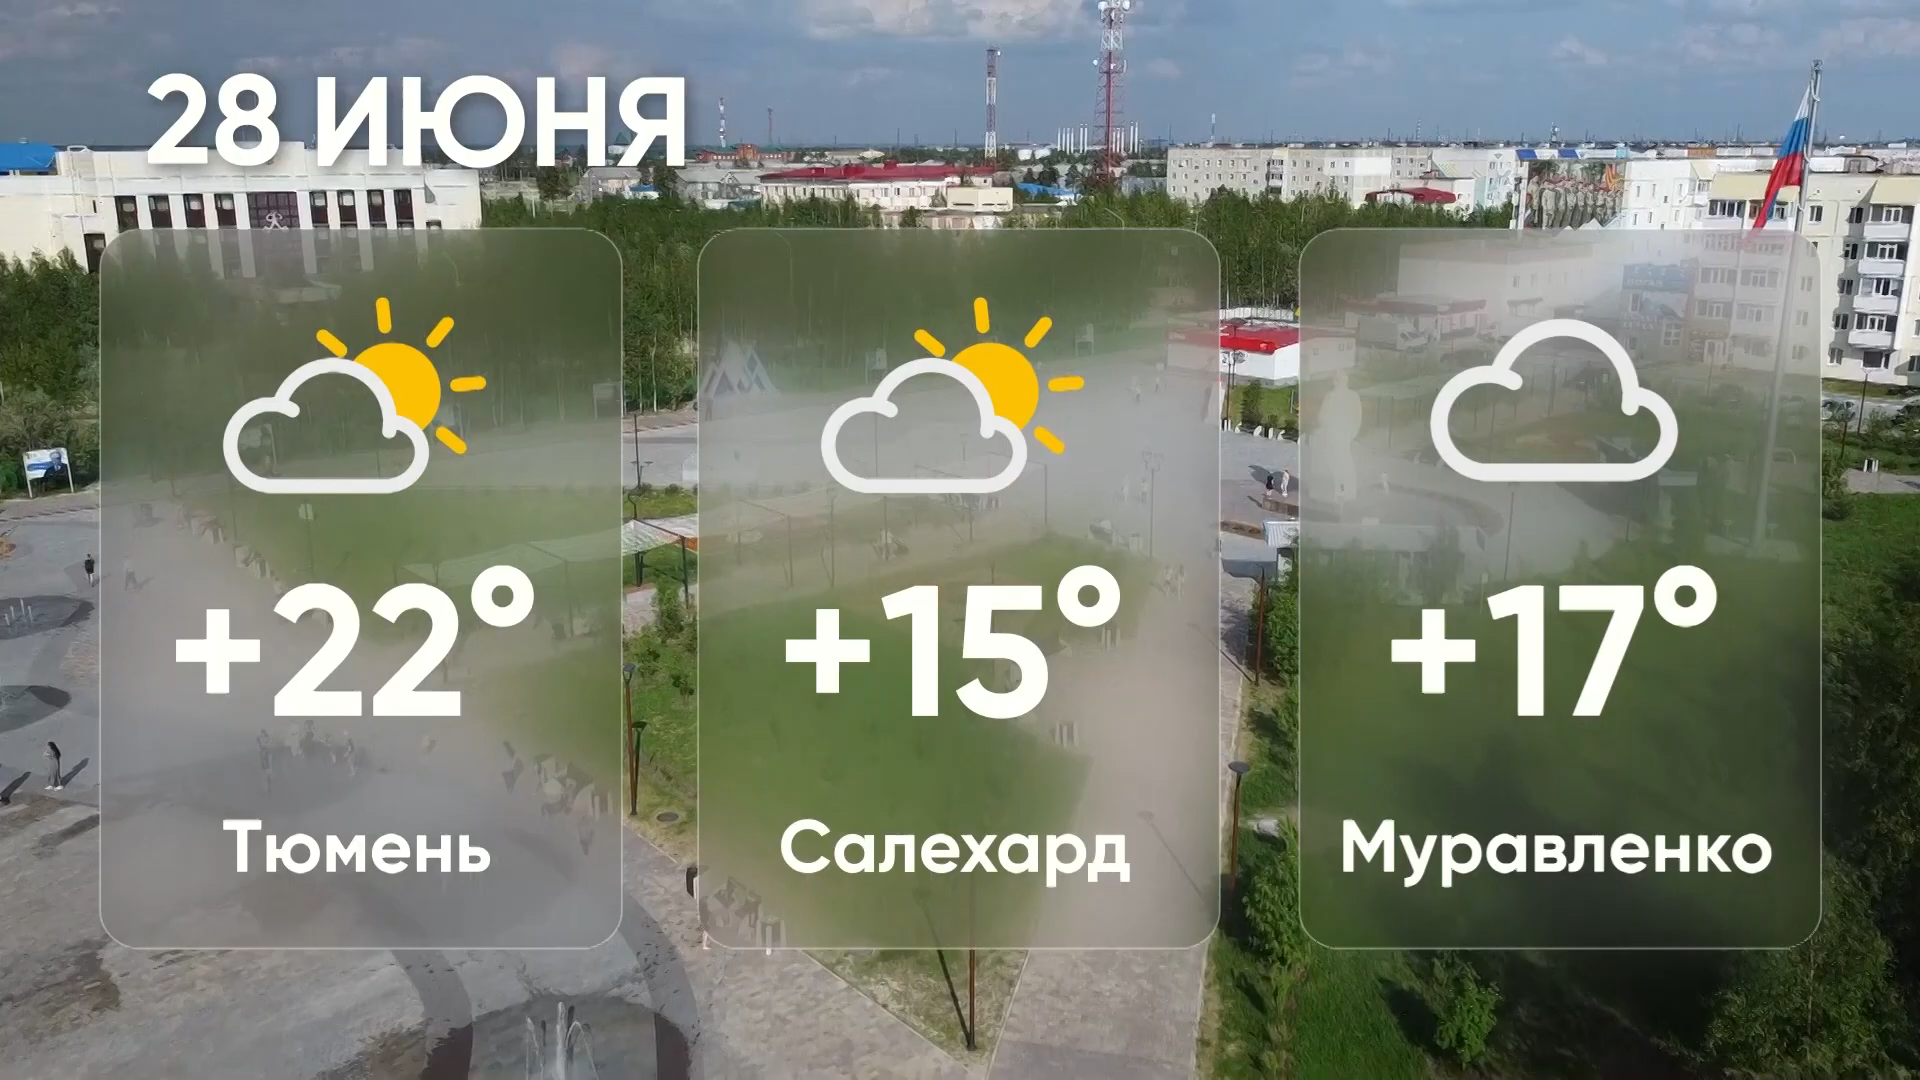 28 ИЮНЯ
+22°
Тюмень
+15°
Салехард
+17°
Муравленко